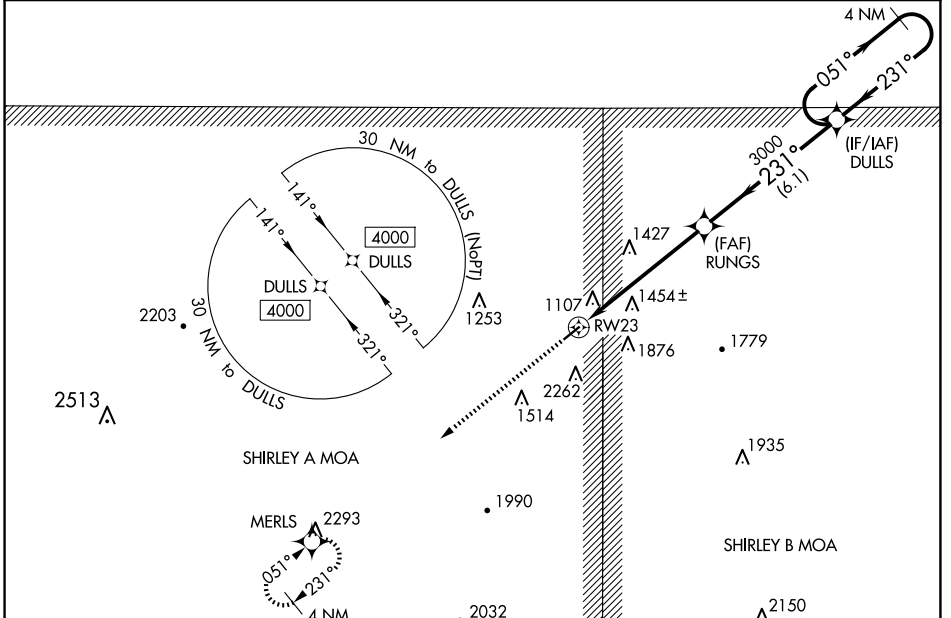 4 NM
051°
231°
(IF/IAF)
DULLS
3000
231°
(6.1)
30 NM to DULLS (NoPT)
141°
4000
DULLS
321°
141°
DULLS
4000
321°
30 NM to DULLS
(FAF)
RUNGS
1427
1107
1454±
RW23
1253
2203
1876
1779
2262
1514
2513
1935
SHIRLEY A MOA
1990
MERLS
2293
SHIRLEY B MOA
051°
231°
4 NM
2032
2150